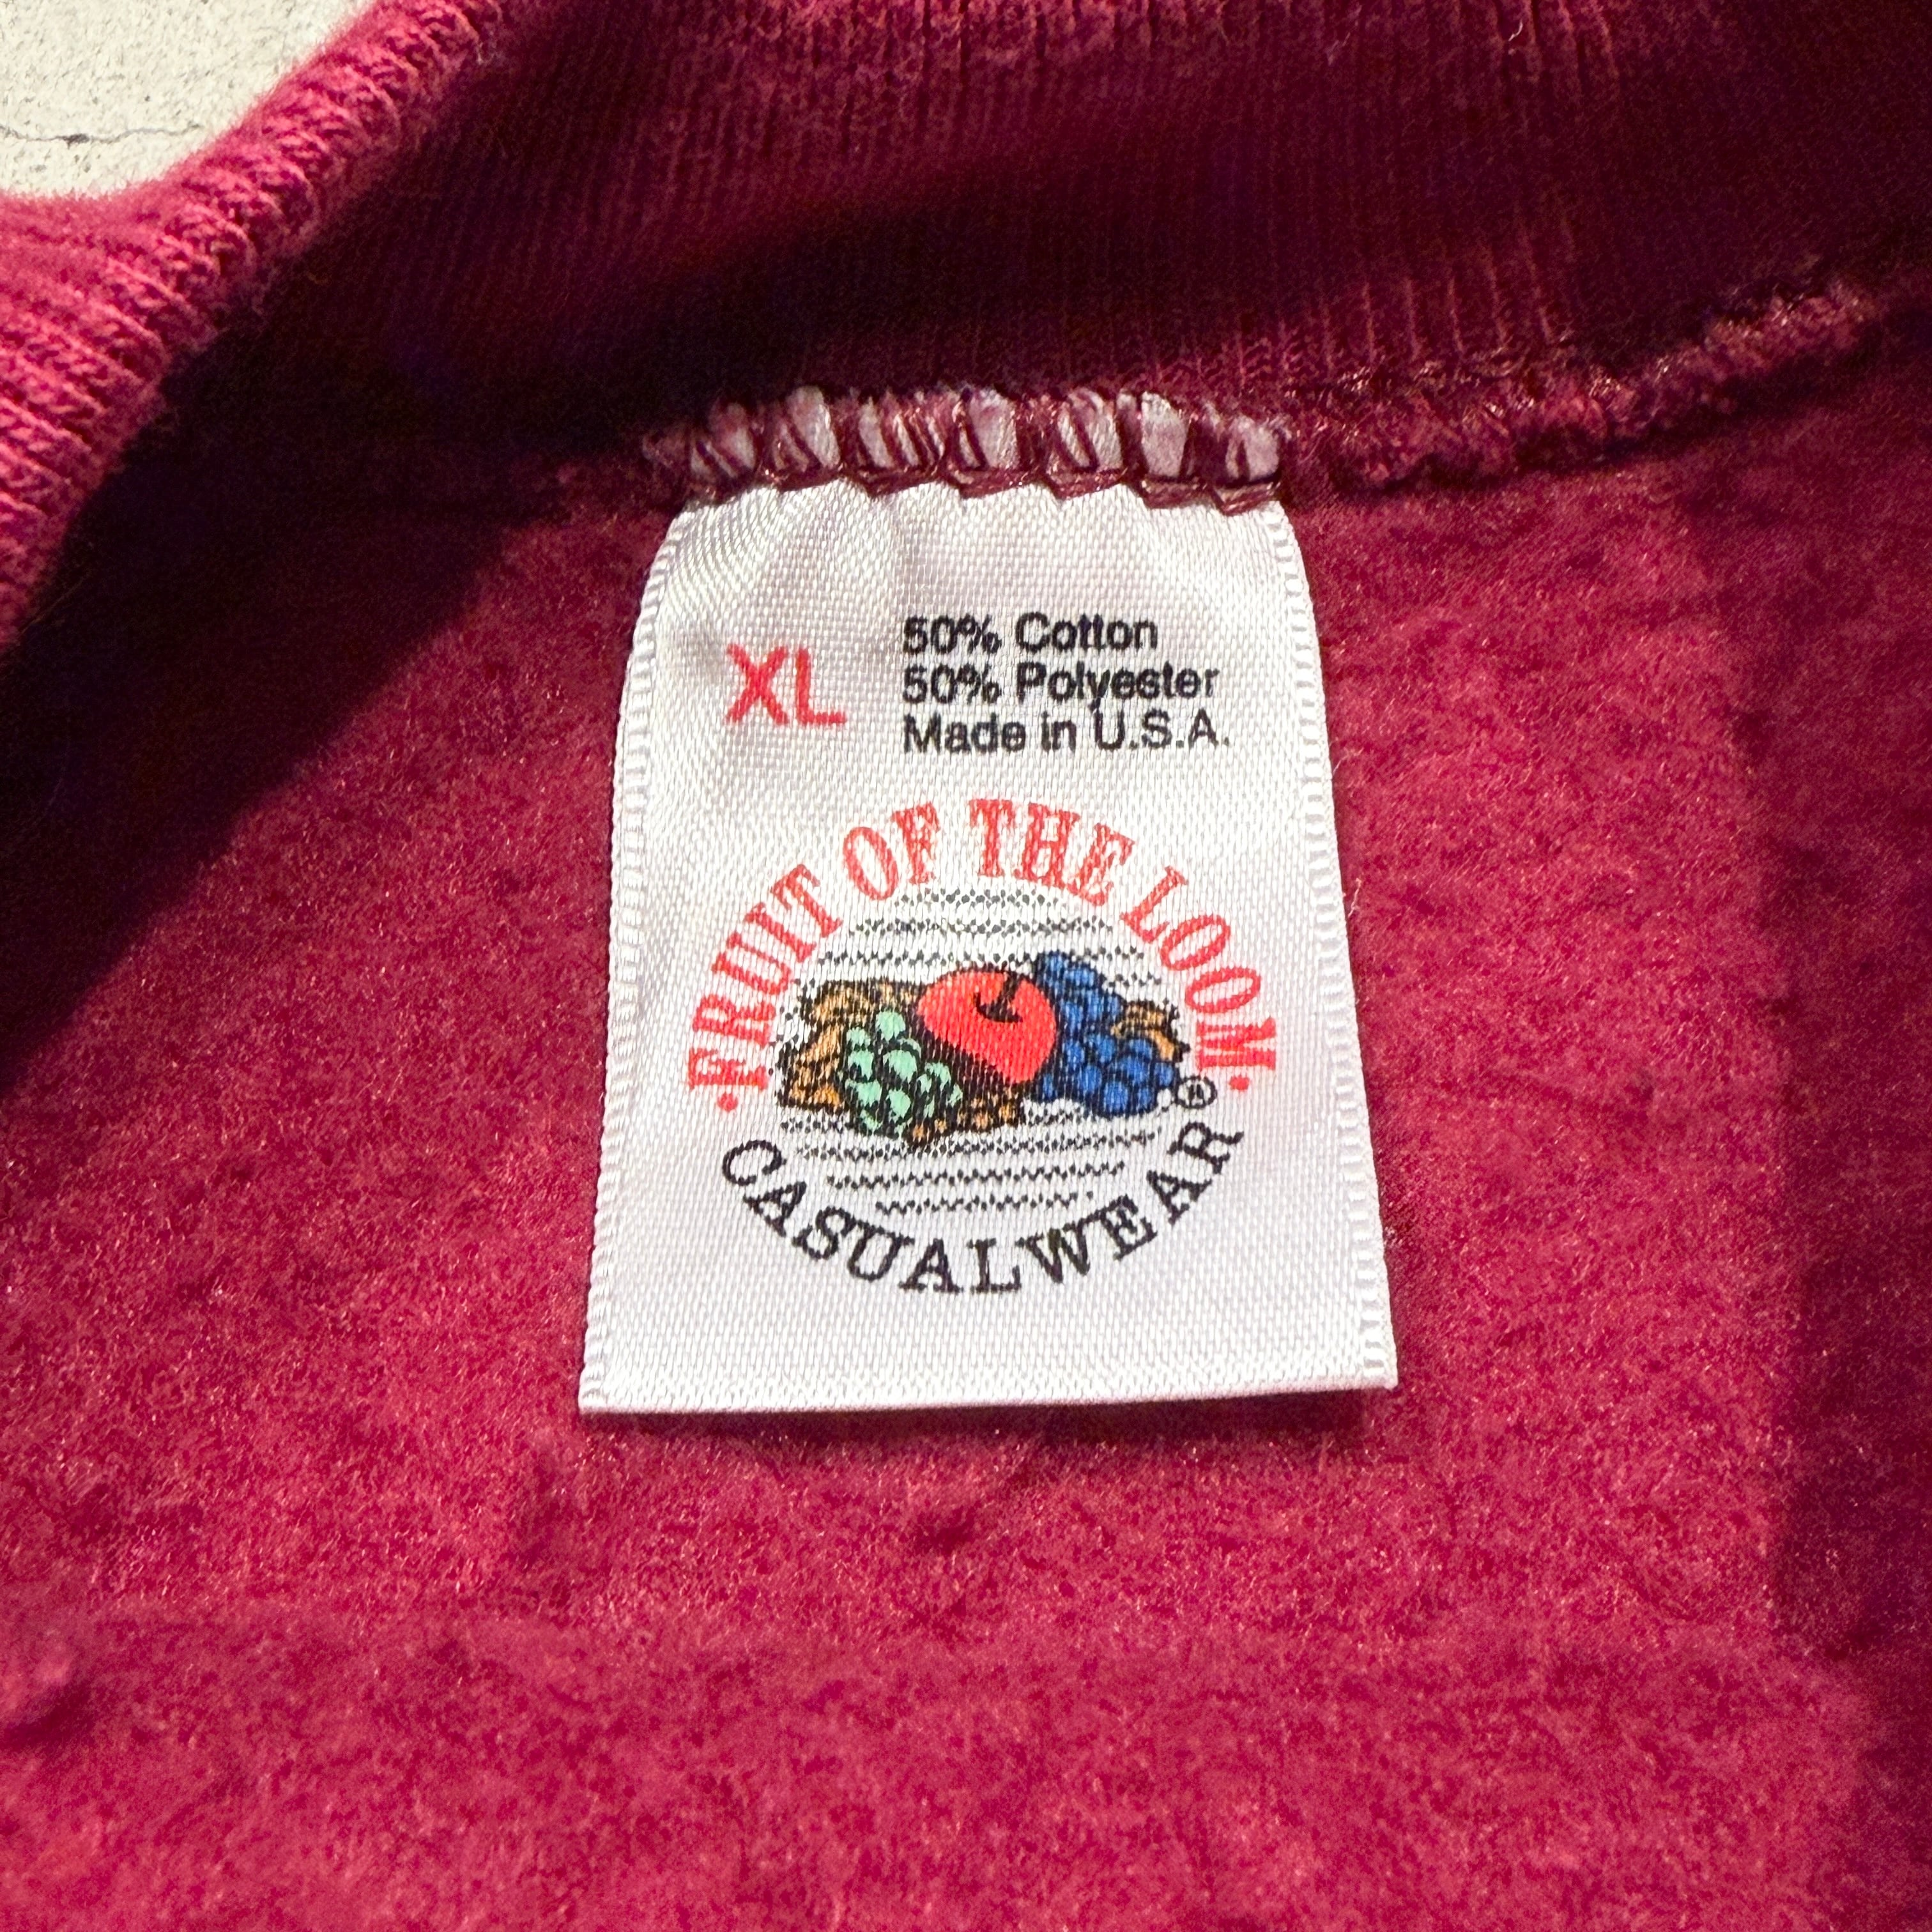 XL
50% Cotton
50% Polyester
Made in U.S.A.
·FRUIT OF THE LOOM·
®
CASUALWEAR